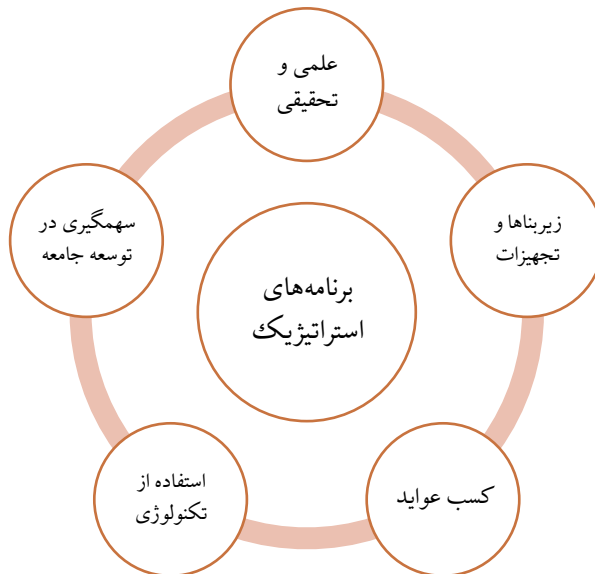 علمی و
تحقیقی
زیربناها و
تجهیزات
سهمگیری در
توسعه جامعه
برنامه‌های
استراتیژیک
کسب عواید
استفاده از
تکنولوژی